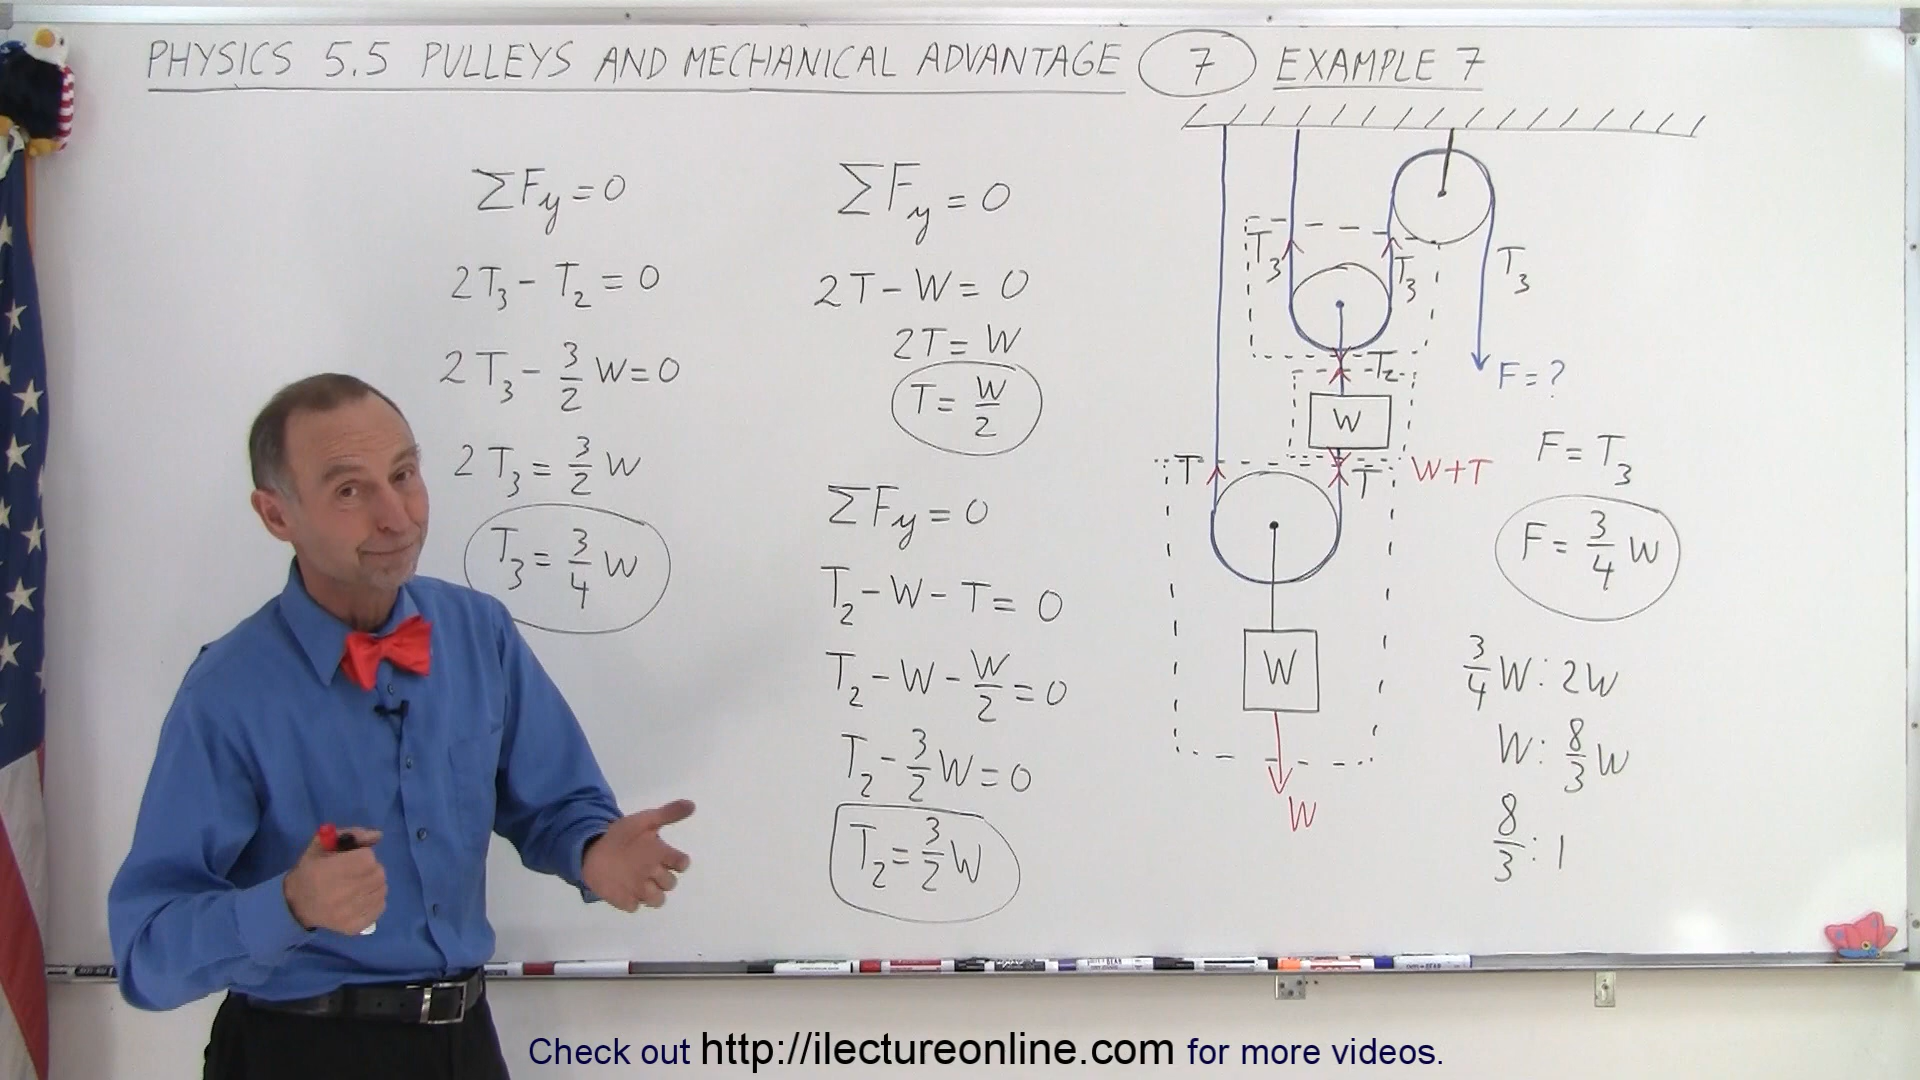 PHYSICS 5.5 PULLEYS AND MECHANICAL ADVANTAGE 7 EXAMPLE 7
ΣFy = 0
2T₃ - T₂ = 0
2T₃ - 3/2 W = 0
2T₃ = 3/2 W
T₃ = 3/4 W
ΣFy = 0
2T - W = 0
2T = W
T = W/2
ΣFy = 0
T₂ - W - T = 0
T₂ - W - W/2 = 0
T₂ - 3/2 W = 0
T₂ = 3/2 W
T₃
T₃
T₃
T₂
F = ?
W
T
T
W+T
W
W
F = T₃
F = 3/4 W
3/4 W : 2W
W : 8/3 W
8/3 : 1
Check out http://ilectureonline.com for more videos.